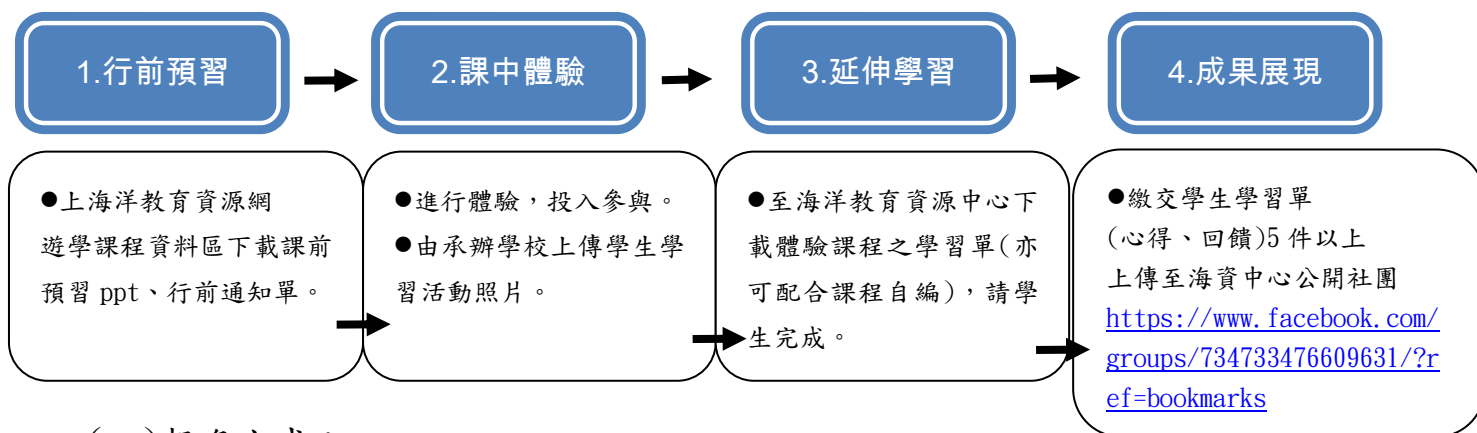 1.行前預習
2.課中體驗
3.延伸學習
4.成果展現
●上海洋教育資源網
遊學課程資料區下載課前
預習 ppt、行前通知單。
●進行體驗，投入參與。
●由承辦學校上傳學生學
習活動照片。
●至海洋教育資源中心下
載體驗課程之學習單(亦
可配合課程自編)，請學
生完成。
●繳交學生學習單
(心得、回饋)5 件以上
上傳至海資中心公開社團
https://www.facebook.com/
groups/734733476609631/?r
ef=bookmarks